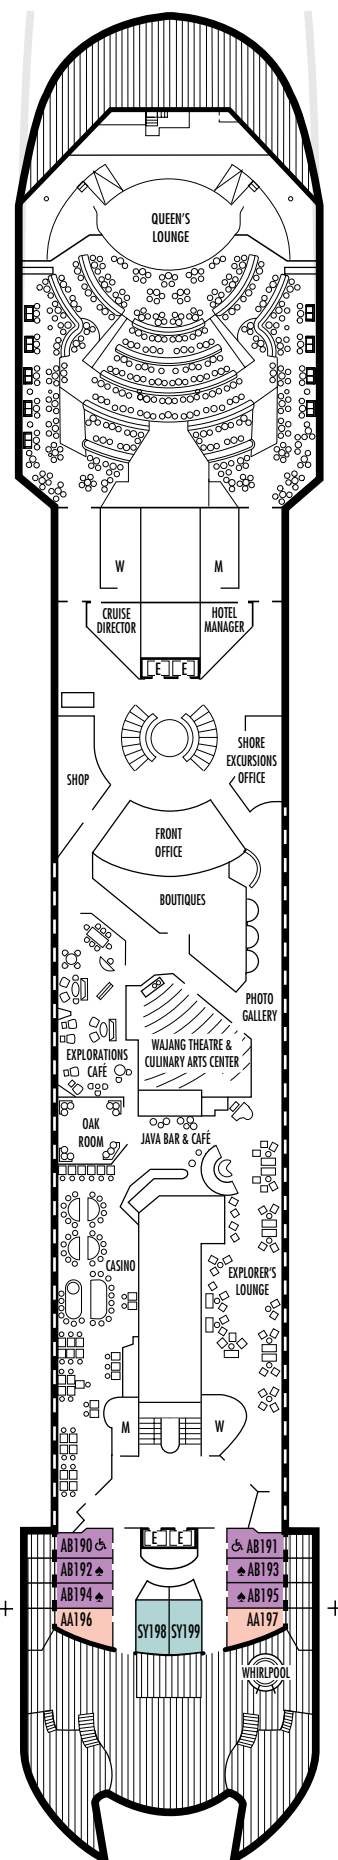 QUEEN'S
LOUNGE
W
M
CRUISE
DIRECTOR
HOTEL
MANAGER
E E
SHOP
SHORE
EXCURSIONS
OFFICE
FRONT
OFFICE
BOUTIQUES
PHOTO
GALLERY
WAJANG THEATRE &
CULINARY ARTS CENTER
EXPLORATIONS
CAFÉ
OAK
ROOM
JAVA BAR & CAFÉ
CASINO
EXPLORER'S
LOUNGE
M
W
E E
AB190
AB191
AB192 ♠
♠ AB193
AB194 ♠
♠ AB195
AA196
AA197
SY198 SY199
WHIRLPOOL